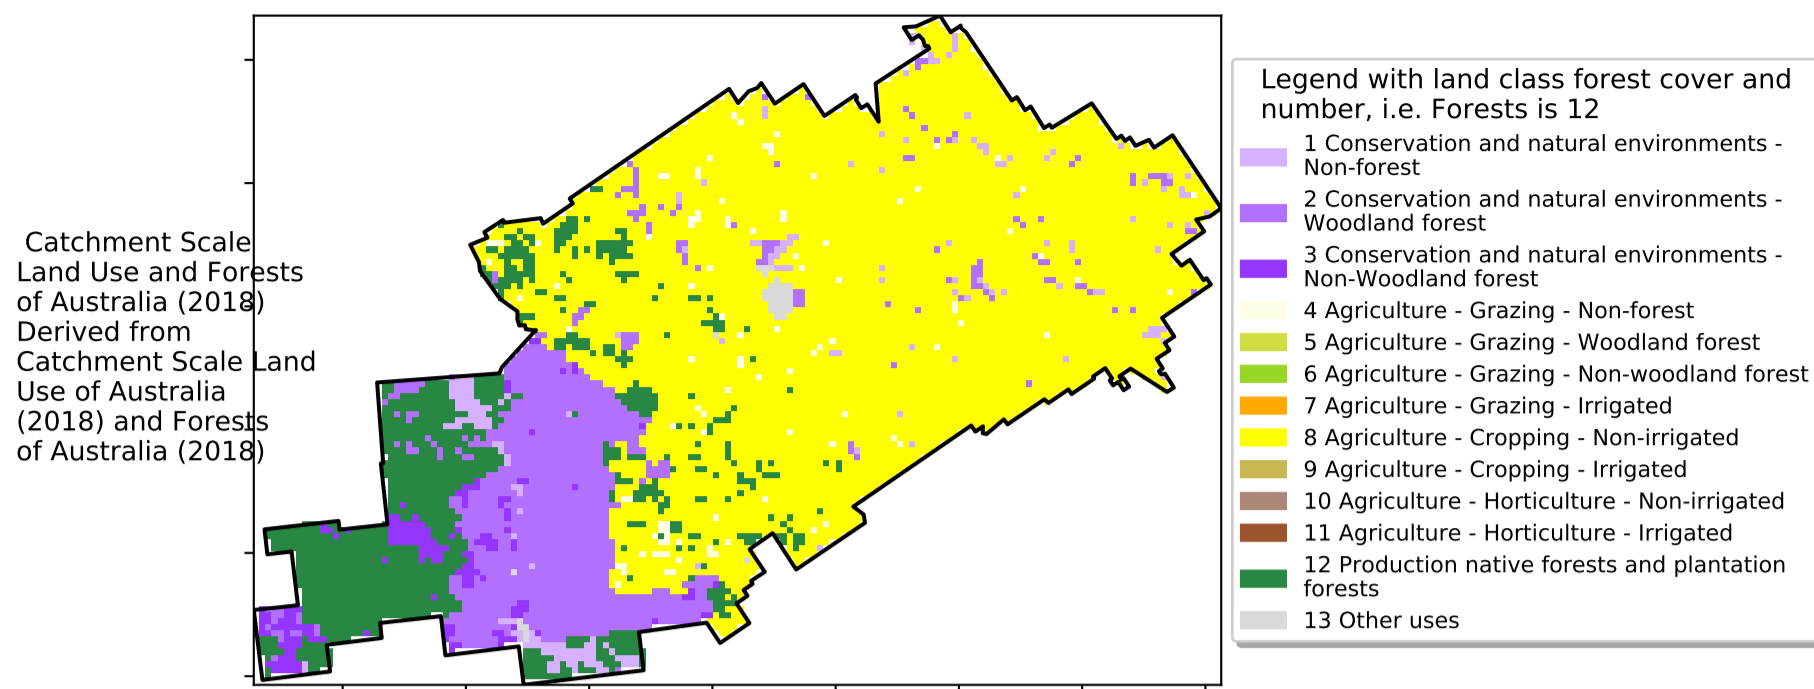 Catchment Scale
Land Use and Forests
of Australia (2018)
Derived from
Catchment Scale Land
Use of Australia
(2018) and Forests
of Australia (2018)
Legend with land class forest cover and
number, i.e. Forests is 12
1 Conservation and natural environments -
Non-forest
2 Conservation and natural environments -
Woodland forest
3 Conservation and natural environments -
Non-Woodland forest
4 Agriculture - Grazing - Non-forest
5 Agriculture - Grazing - Woodland forest
6 Agriculture - Grazing - Non-woodland forest
7 Agriculture - Grazing - Irrigated
8 Agriculture - Cropping - Non-irrigated
9 Agriculture - Cropping - Irrigated
10 Agriculture - Horticulture - Non-irrigated
11 Agriculture - Horticulture - Irrigated
12 Production native forests and plantation
forests
13 Other uses